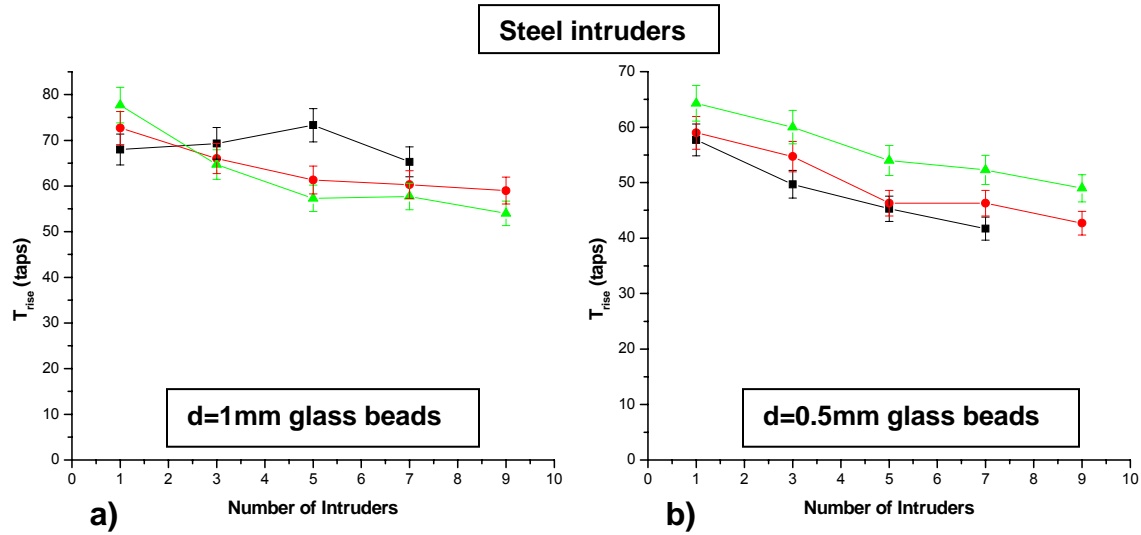 Steel intruders
80
70
60
50
40
30
20
10
0
T_rise (taps)
0 1 2 3 4 5 6 7 8 9 10
Number of Intruders
d=1mm glass beads
a)
70
60
50
40
30
20
10
0
T_rise (taps)
0 1 2 3 4 5 6 7 8 9 10
Number of Intruders
d=0.5mm glass beads
b)